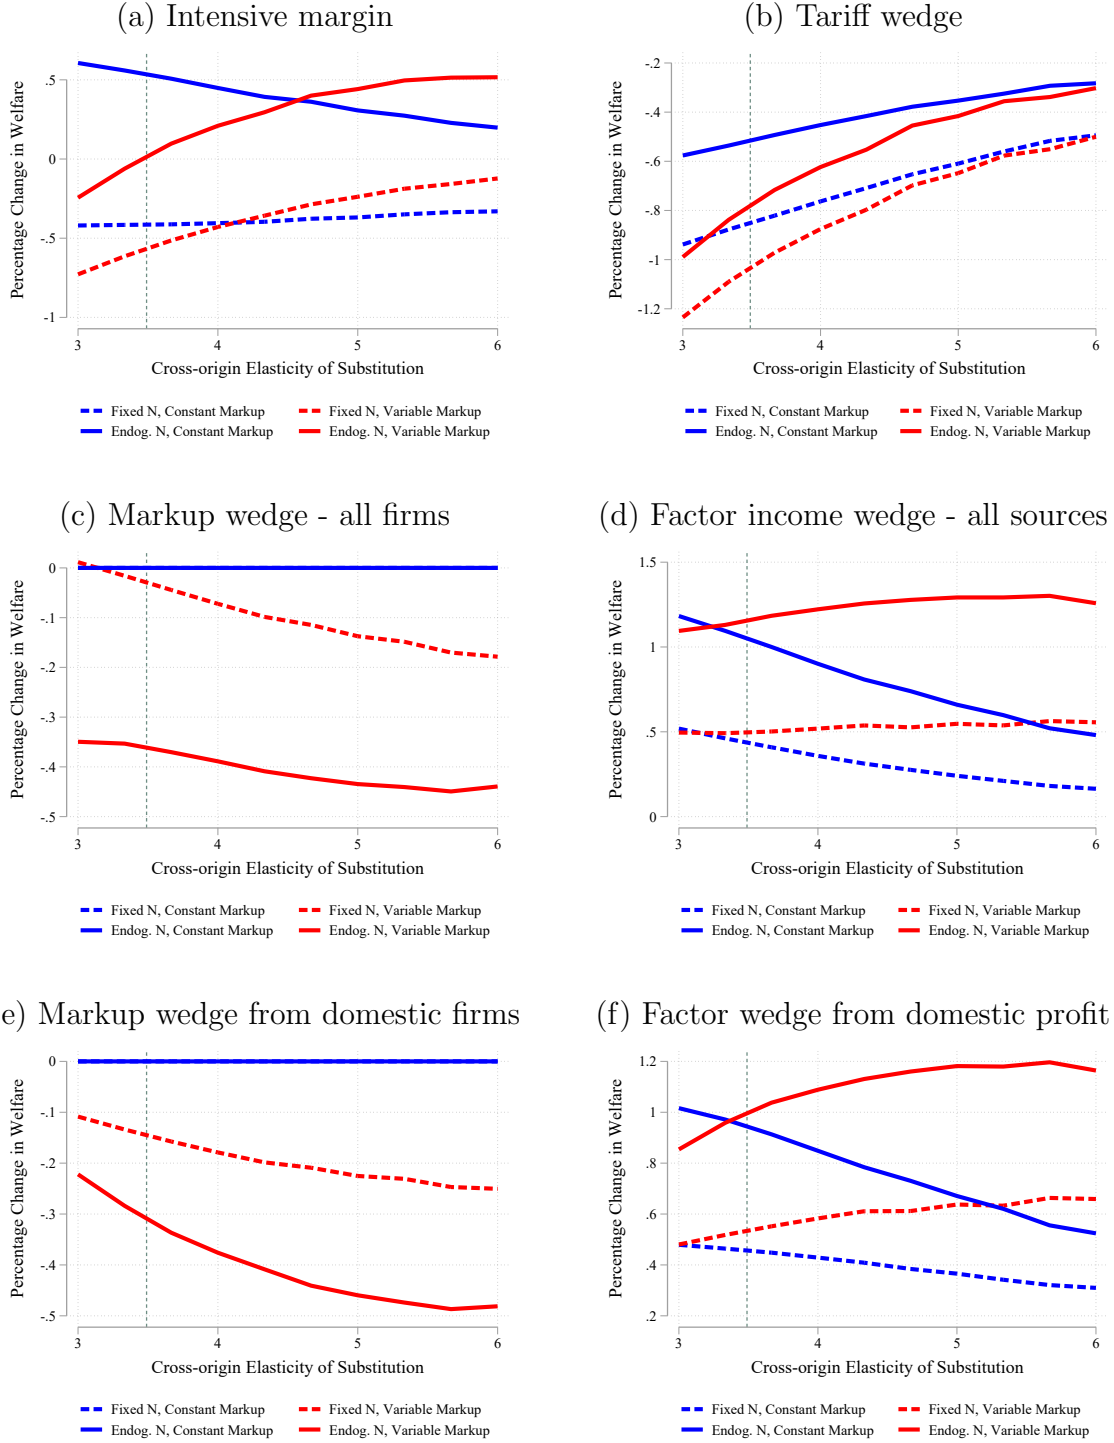 (a) Intensive margin
Percentage Change in Welfare
.5
0
-.5
-1
3 4 5 6
Cross-origin Elasticity of Substitution
Fixed N, Constant Markup Fixed N, Variable Markup
Endog. N, Constant Markup Endog. N, Variable Markup
(b) Tariff wedge
Percentage Change in Welfare
-.2
-.4
-.6
-.8
-1
-1.2
3 4 5 6
Cross-origin Elasticity of Substitution
Fixed N, Constant Markup Fixed N, Variable Markup
Endog. N, Constant Markup Endog. N, Variable Markup
(c) Markup wedge - all firms
Percentage Change in Welfare
0
-.1
-.2
-.3
-.4
-.5
3 4 5 6
Cross-origin Elasticity of Substitution
Fixed N, Constant Markup Fixed N, Variable Markup
Endog. N, Constant Markup Endog. N, Variable Markup
(d) Factor income wedge - all sources
Percentage Change in Welfare
1.5
1
.5
0
3 4 5 6
Cross-origin Elasticity of Substitution
Fixed N, Constant Markup Fixed N, Variable Markup
Endog. N, Constant Markup Endog. N, Variable Markup
e) Markup wedge from domestic firms
Percentage Change in Welfare
0
-.1
-.2
-.3
-.4
-.5
3 4 5 6
Cross-origin Elasticity of Substitution
Fixed N, Constant Markup Fixed N, Variable Markup
Endog. N, Constant Markup Endog. N, Variable Markup
(f) Factor wedge from domestic profit
Percentage Change in Welfare
1.2
1
.8
.6
.4
.2
3 4 5 6
Cross-origin Elasticity of Substitution
Fixed N, Constant Markup Fixed N, Variable Markup
Endog. N, Constant Markup Endog. N, Variable Markup